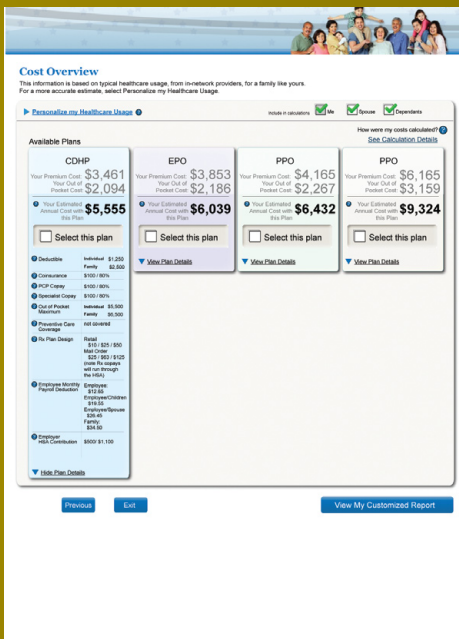 Cost Overview
This information is based on typical healthcare usage, from in-network providers, for a family like yours.
For a more accurate estimate, select Personalize my Healthcare Usage.
Personalize my Healthcare Usage ?
Include in calculations Me Spouse Dependants
How were my costs calculated? ?
See Calculation Details
Available Plans
CDHP
Your Premium Cost: $3,461
Your Out of
Pocket Cost: $2,094
? Your Estimated
Annual Cost with
this Plan $5,555
Select this plan
? Deductible Individual $1,250
Family $2,500
? Coinsurance $100 / 80%
? PCP Copay $100 / 80%
? Specialist Copay $100 / 80%
? Out of Pocket
Maximum
Individual $5,500
Family $6,500
? Preventive Care
Coverage
not covered
? Rx Plan Design
Retail
$10 / $25 / $50
Mail Order
$25 / $63 / $125
(note Rx copays
will run through
the HSA)
? Employee Monthly
Payroll Deduction
Employee:
$12.65
Employee/Children
$19.55
Employee/Spouse
$26.45
Family:
$34.50
? Employer
HSA Contribution
$500/ $1,100
Hide Plan Details
EPO
Your Premium Cost: $3,853
Your Out of
Pocket Cost: $2,186
? Your Estimated
Annual Cost with
this Plan $6,039
Select this plan
View Plan Details
PPO
Your Premium Cost: $4,165
Your Out of
Pocket Cost: $2,267
? Your Estimated
Annual Cost with
this Plan $6,432
Select this plan
View Plan Details
PPO
Your Premium Cost: $6,165
Your Out of
Pocket Cost: $3,159
? Your Estimated
Annual Cost with
this Plan $9,324
Select this plan
View Plan Details
Previous
Exit
View My Customized Report